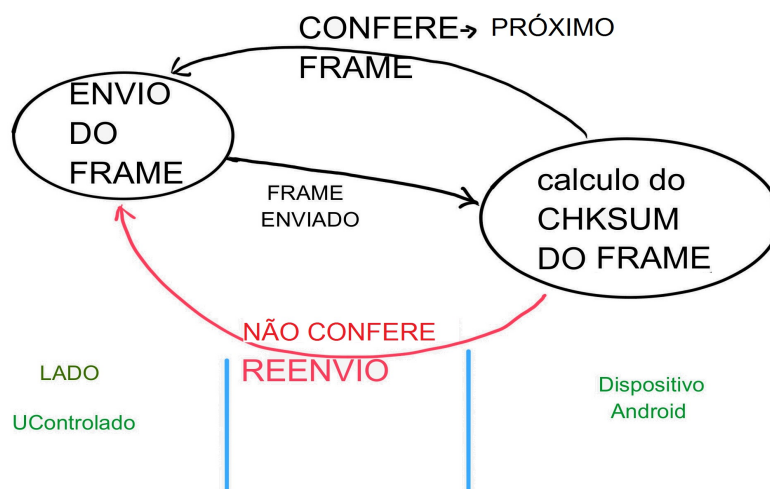 CONFERE → PRÓXIMO
FRAME
ENVIO
DO
FRAME
FRAME
ENVIADO
calculo do
CHKSUM
DO FRAME
NÃO CONFERE
REENVIO
LADO
UControlado
Dispositivo
Android